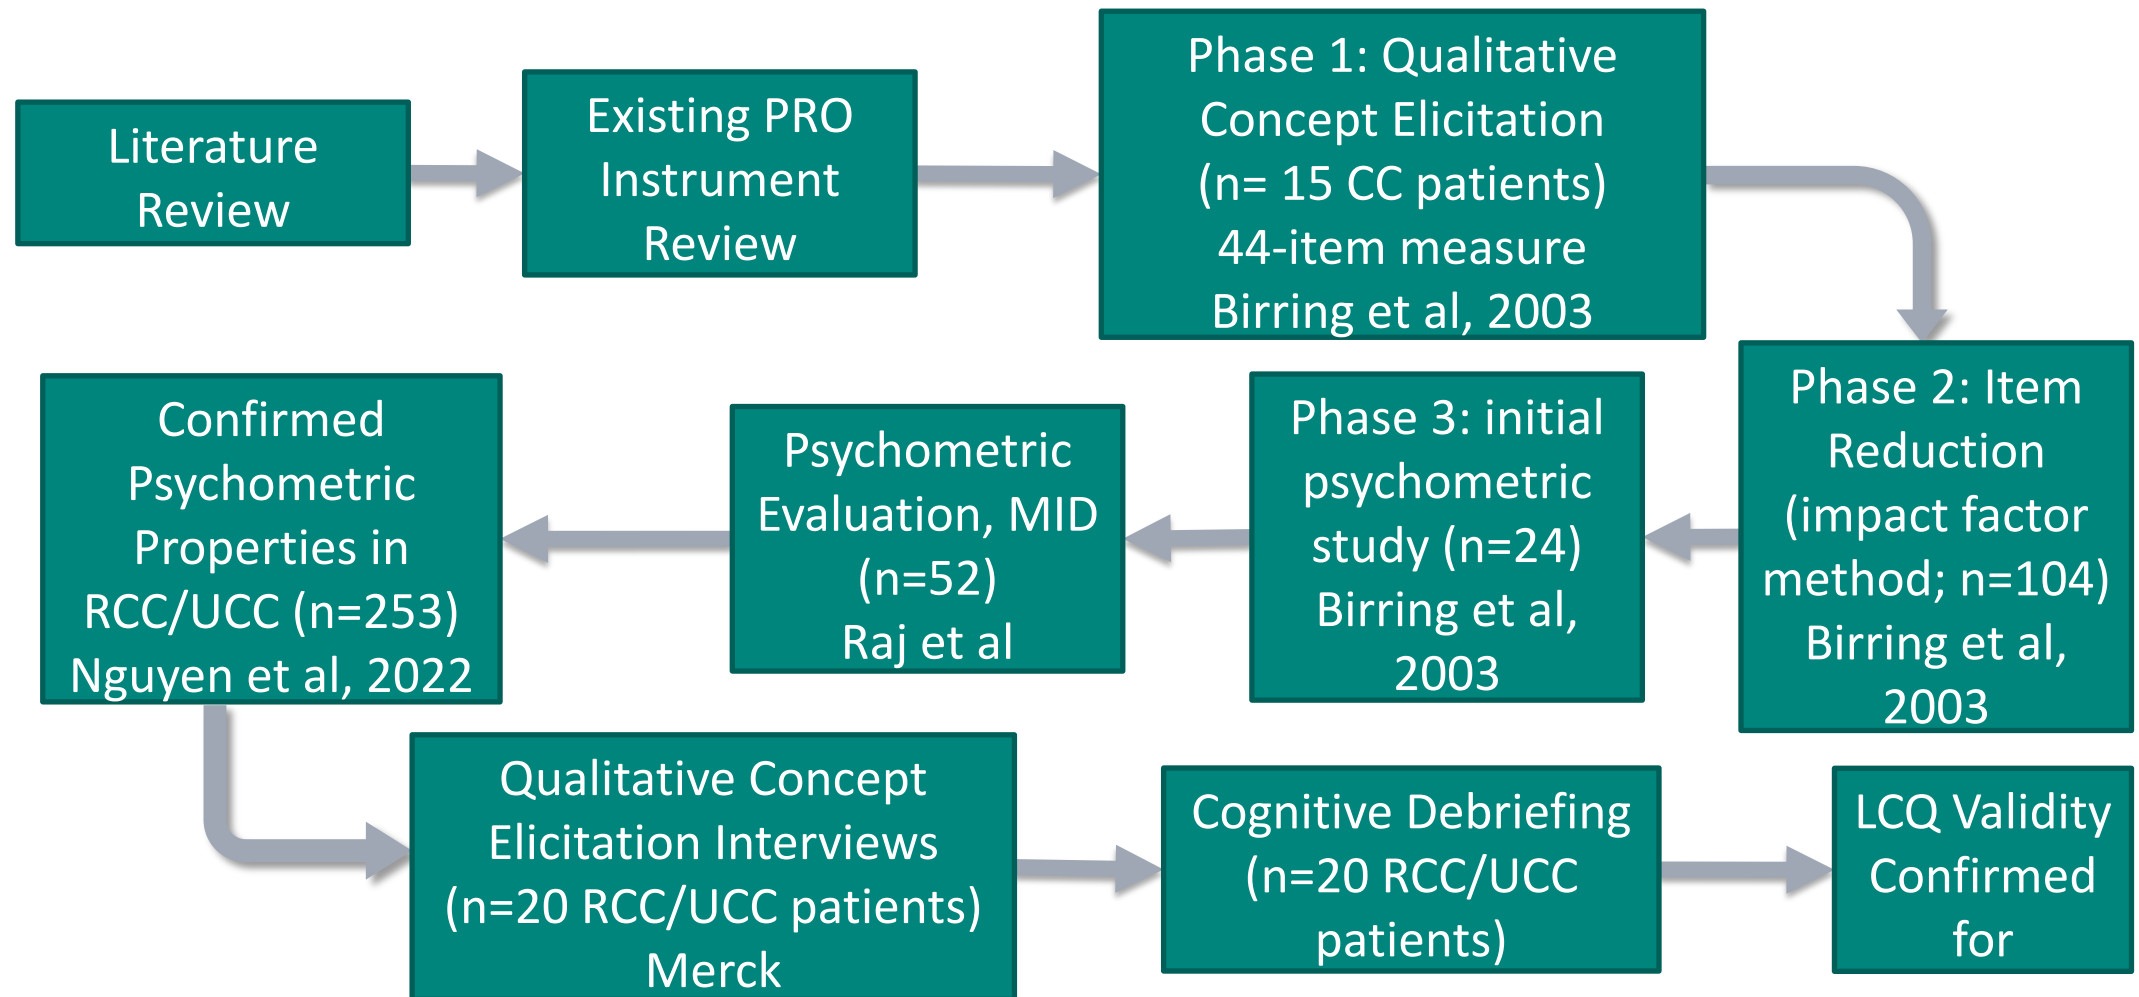 Literature
Review
Existing PRO
Instrument
Review
Phase 1: Qualitative
Concept Elicitation
(n= 15 CC patients)
44-item measure
Birring et al, 2003
Phase 2: Item
Reduction
(impact factor
method; n=104)
Birring et al,
2003
Phase 3: initial
psychometric
study (n=24)
Birring et al,
2003
Psychometric
Evaluation, MID
(n=52)
Raj et al
Confirmed
Psychometric
Properties in
RCC/UCC (n=253)
Nguyen et al, 2022
Qualitative Concept
Elicitation Interviews
(n=20 RCC/UCC patients)
Merck
Cognitive Debriefing
(n=20 RCC/UCC
patients)
LCQ Validity
Confirmed
for